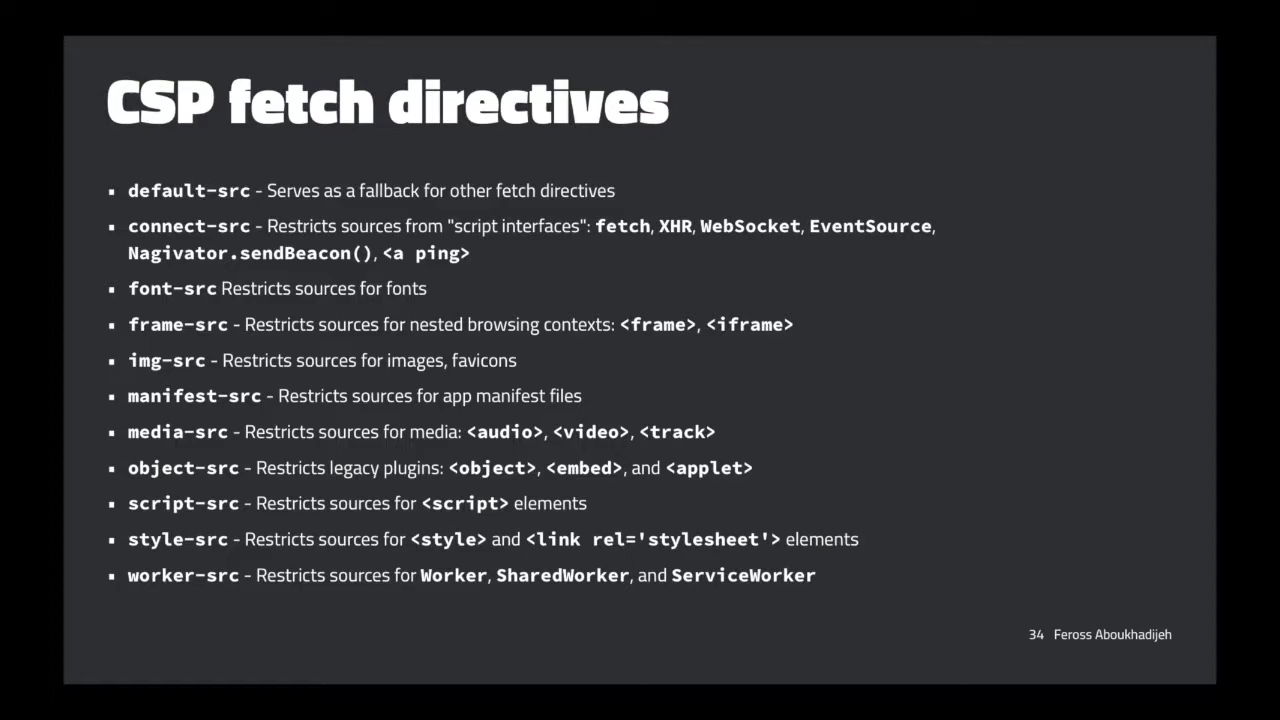 CSP fetch directives
▪ default-src - Serves as a fallback for other fetch directives
▪ connect-src - Restricts sources from "script interfaces": fetch, XHR, WebSocket, EventSource,
Nagivator.sendBeacon(), <a ping>
▪ font-src Restricts sources for fonts
▪ frame-src - Restricts sources for nested browsing contexts: <frame>, <iframe>
▪ img-src - Restricts sources for images, favicons
▪ manifest-src - Restricts sources for app manifest files
▪ media-src - Restricts sources for media: <audio>, <video>, <track>
▪ object-src - Restricts legacy plugins: <object>, <embed>, and <applet>
▪ script-src - Restricts sources for <script> elements
▪ style-src - Restricts sources for <style> and <link rel='stylesheet'> elements
▪ worker-src - Restricts sources for Worker, SharedWorker, and ServiceWorker
34 Feross Aboukhadijeh